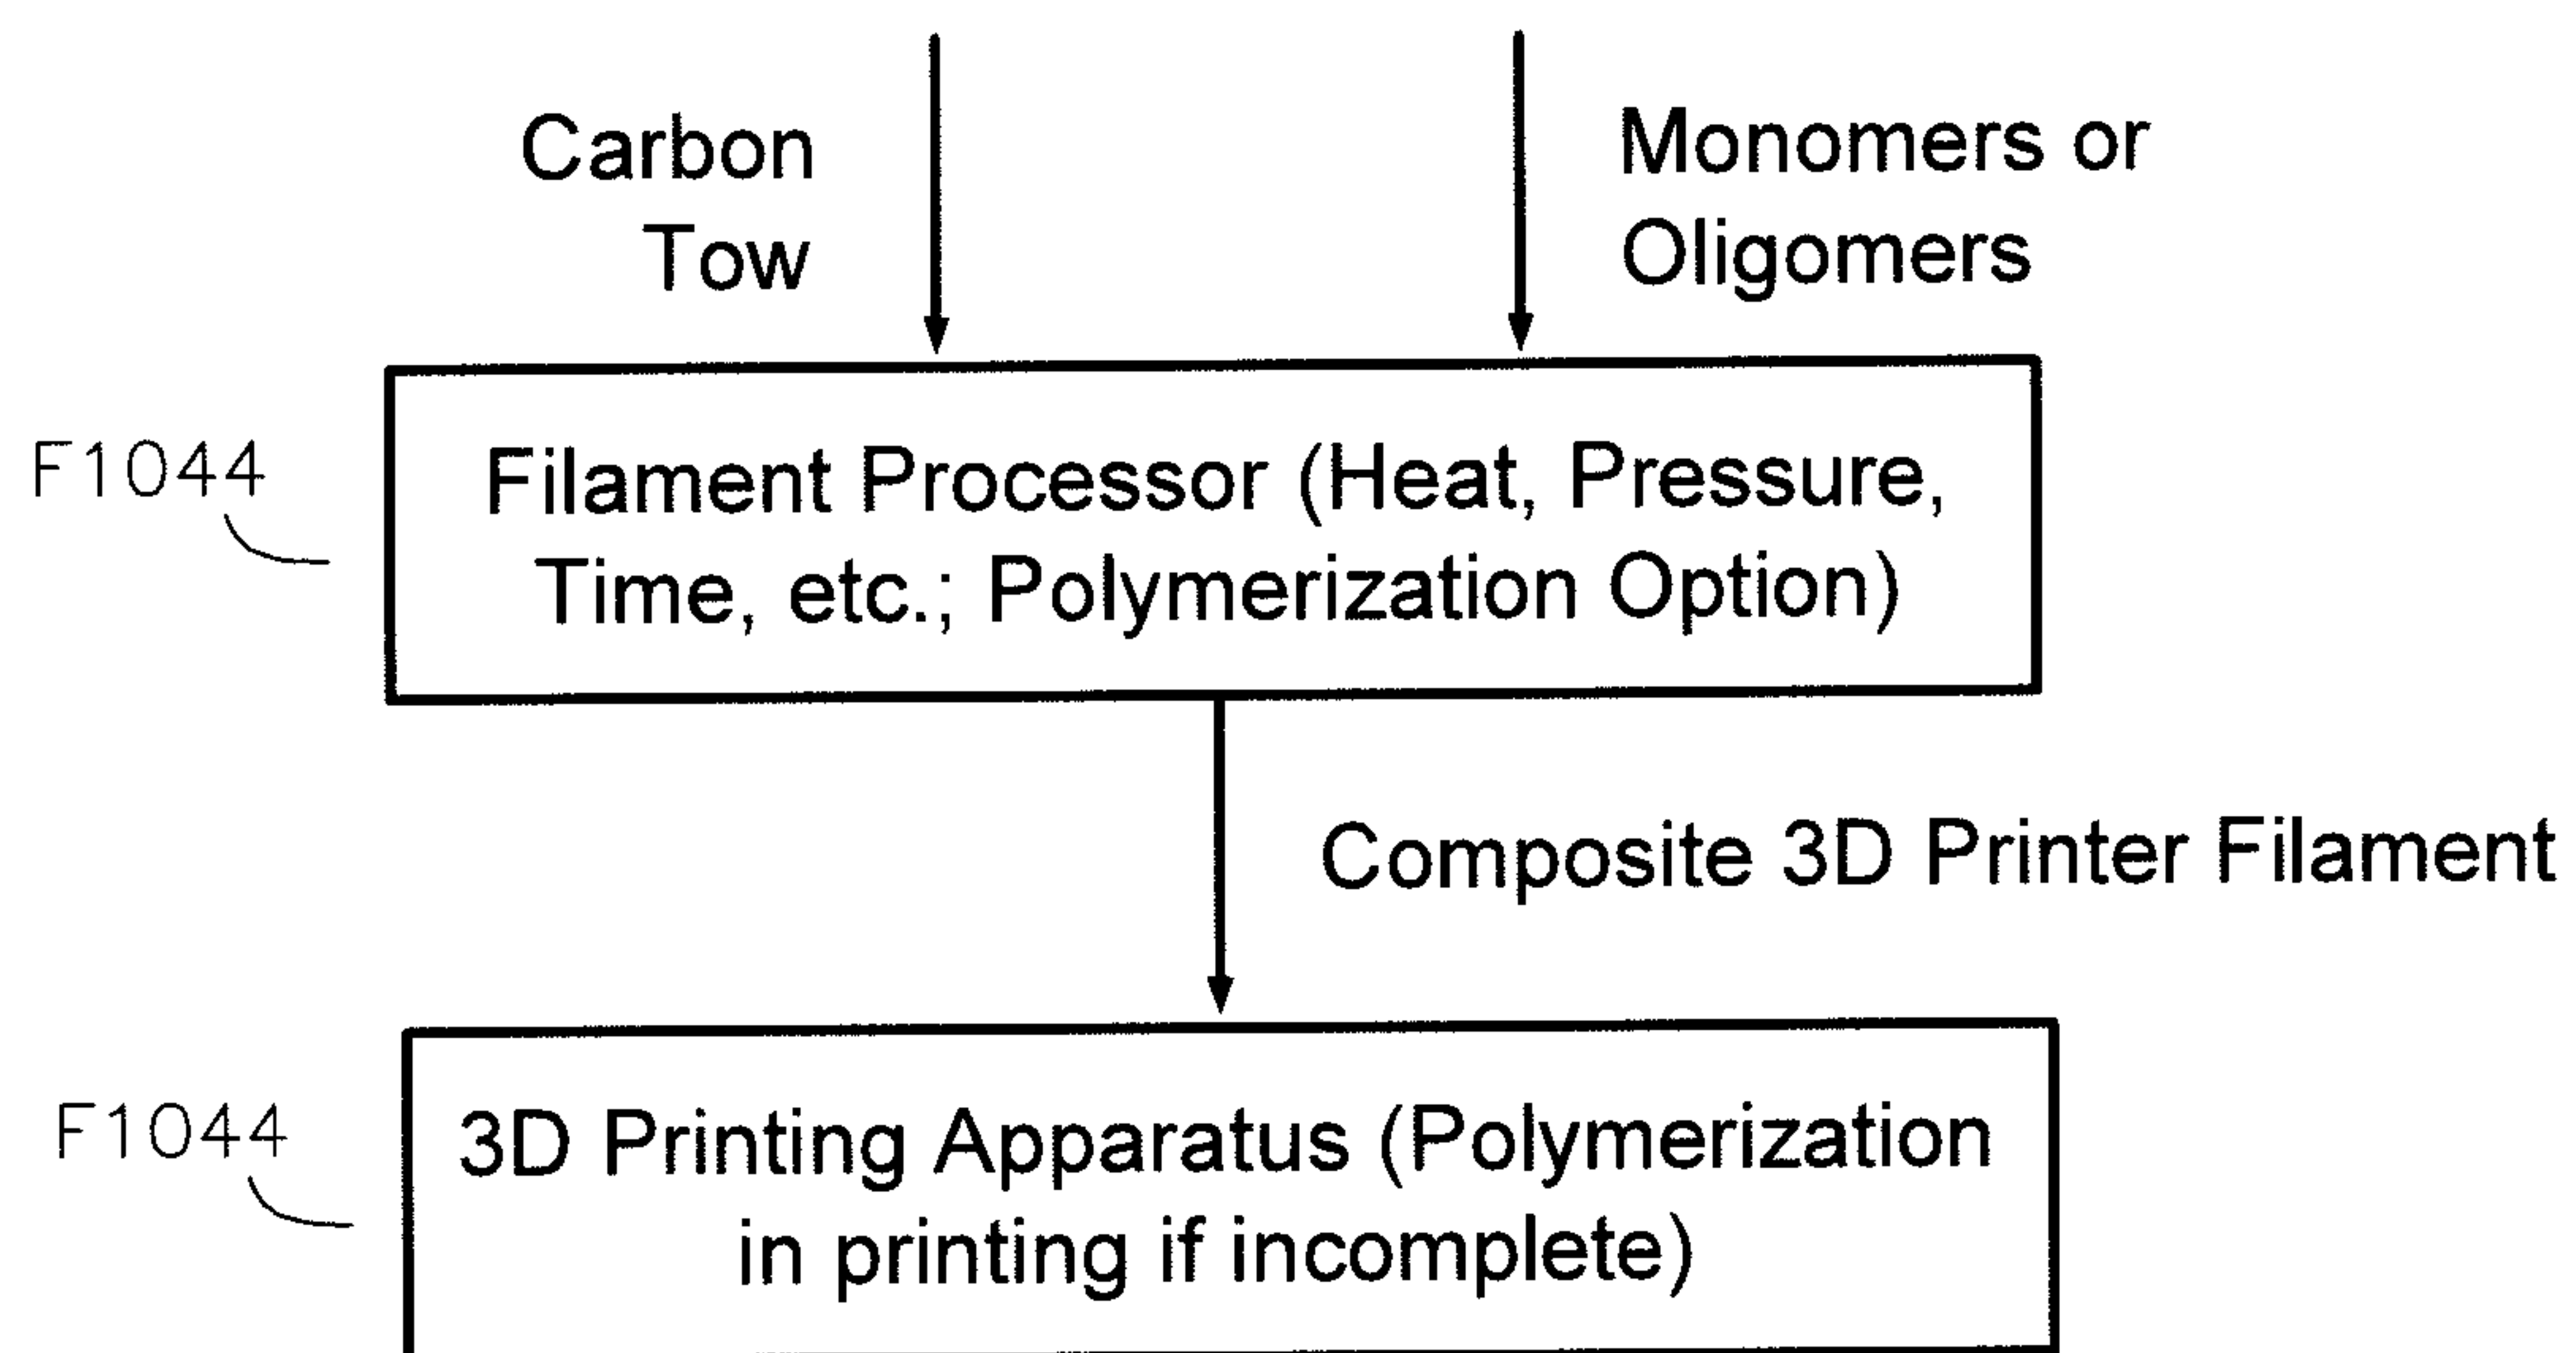 Carbon
Tow
Monomers or
Oligomers
F1044
Filament Processor (Heat, Pressure,
Time, etc.; Polymerization Option)
Composite 3D Printer Filament
F1044
3D Printing Apparatus (Polymerization
in printing if incomplete)